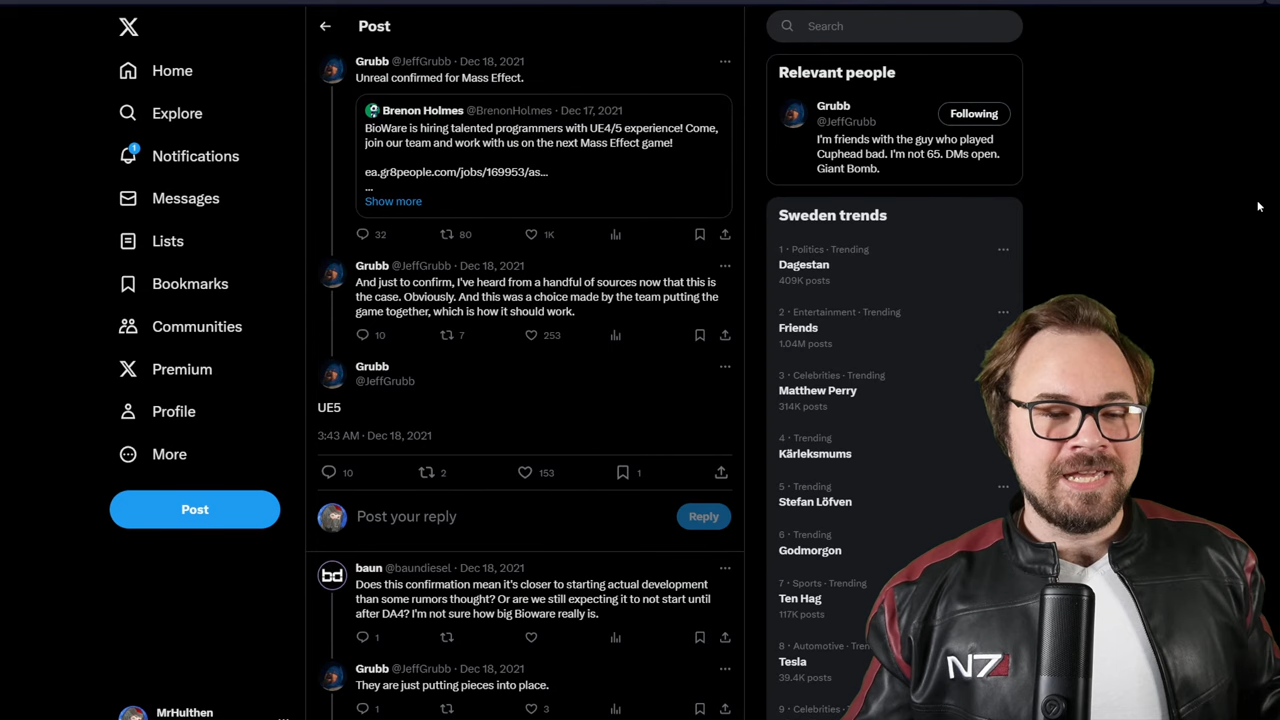 Home
Explore
1
Notifications
Messages
Lists
Bookmarks
Communities
Premium
Profile
More
Post
MrHulthen
Post
Grubb @JeffGrubb · Dec 18, 2021
Unreal confirmed for Mass Effect.
Brenon Holmes @BrenonHolmes · Dec 17, 2021
BioWare is hiring talented programmers with UE4/5 experience! Come,
join our team and work with us on the next Mass Effect game!
ea.gr8people.com/jobs/169953/as...
...
Show more
32 80 1K
Grubb @JeffGrubb · Dec 18, 2021
And just to confirm, I've heard from a handful of sources now that this is
the case. Obviously. And this was a choice made by the team putting the
game together, which is how it should work.
10 7 253
Grubb
@JeffGrubb
UE5
3:43 AM · Dec 18, 2021
10 2 153 1
Post your reply
Reply
bd
baun @baundiesel · Dec 18, 2021
Does this confirmation mean it's closer to starting actual development
than some rumors thought? Or are we still expecting it to not start until
after DA4? I'm not sure how big Bioware really is.
1
Grubb @JeffGrubb · Dec 18, 2021
They are just putting pieces into place.
1 3
Search
Relevant people
Grubb
@JeffGrubb
Following
I'm friends with the guy who played
Cuphead bad. I'm not 65. DMs open.
Giant Bomb.
Sweden trends
1 · Politics · Trending
Dagestan
409K posts
2 · Entertainment · Trending
Friends
1.04M posts
3 · Celebrities · Trending
Matthew Perry
314K posts
4 · Trending
Kärleksmums
5 · Trending
Stefan Löfven
6 · Trending
Godmorgon
7 · Sports · Trending
Ten Hag
117K posts
8 · Automotive · Tren
Tesla
39.4K posts
9 · Celebrities ·
N7